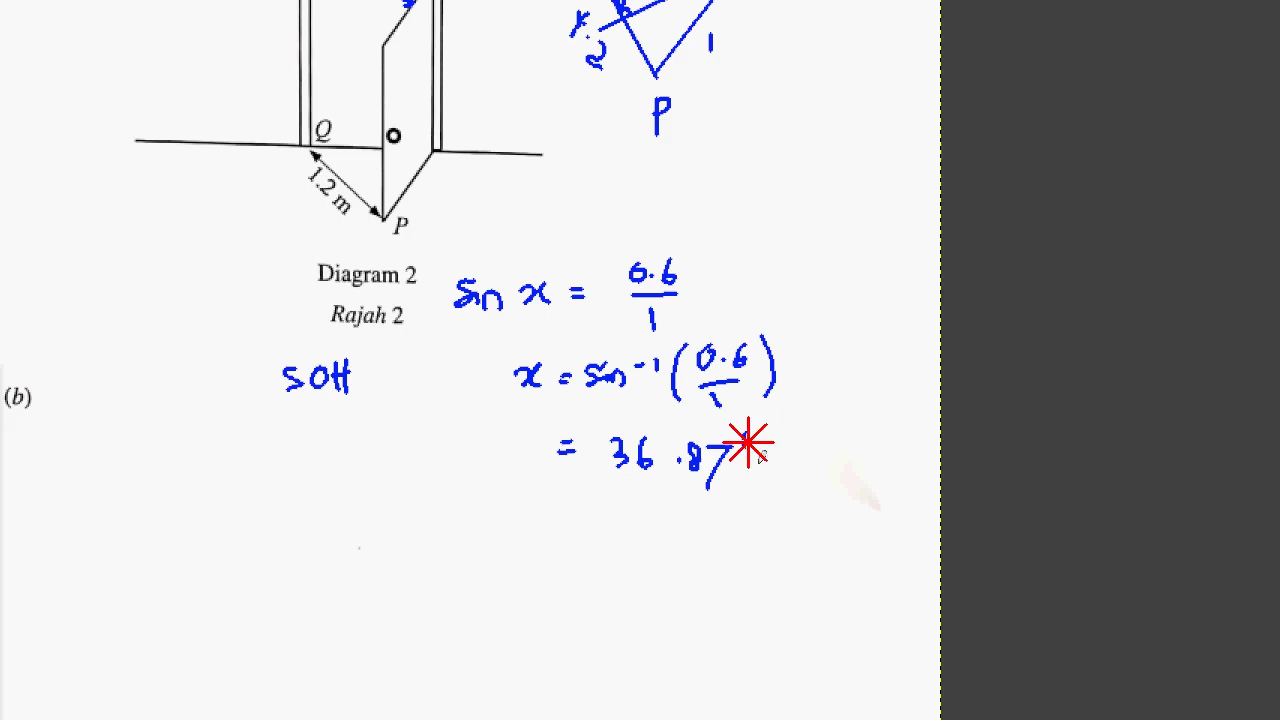 1
P
Q
1.2 m
P
Diagram 2
Rajah 2
sin x = 0.6 / 1
SOH
x = sin⁻¹ (0.6 / 1)
(b)
= 36.87